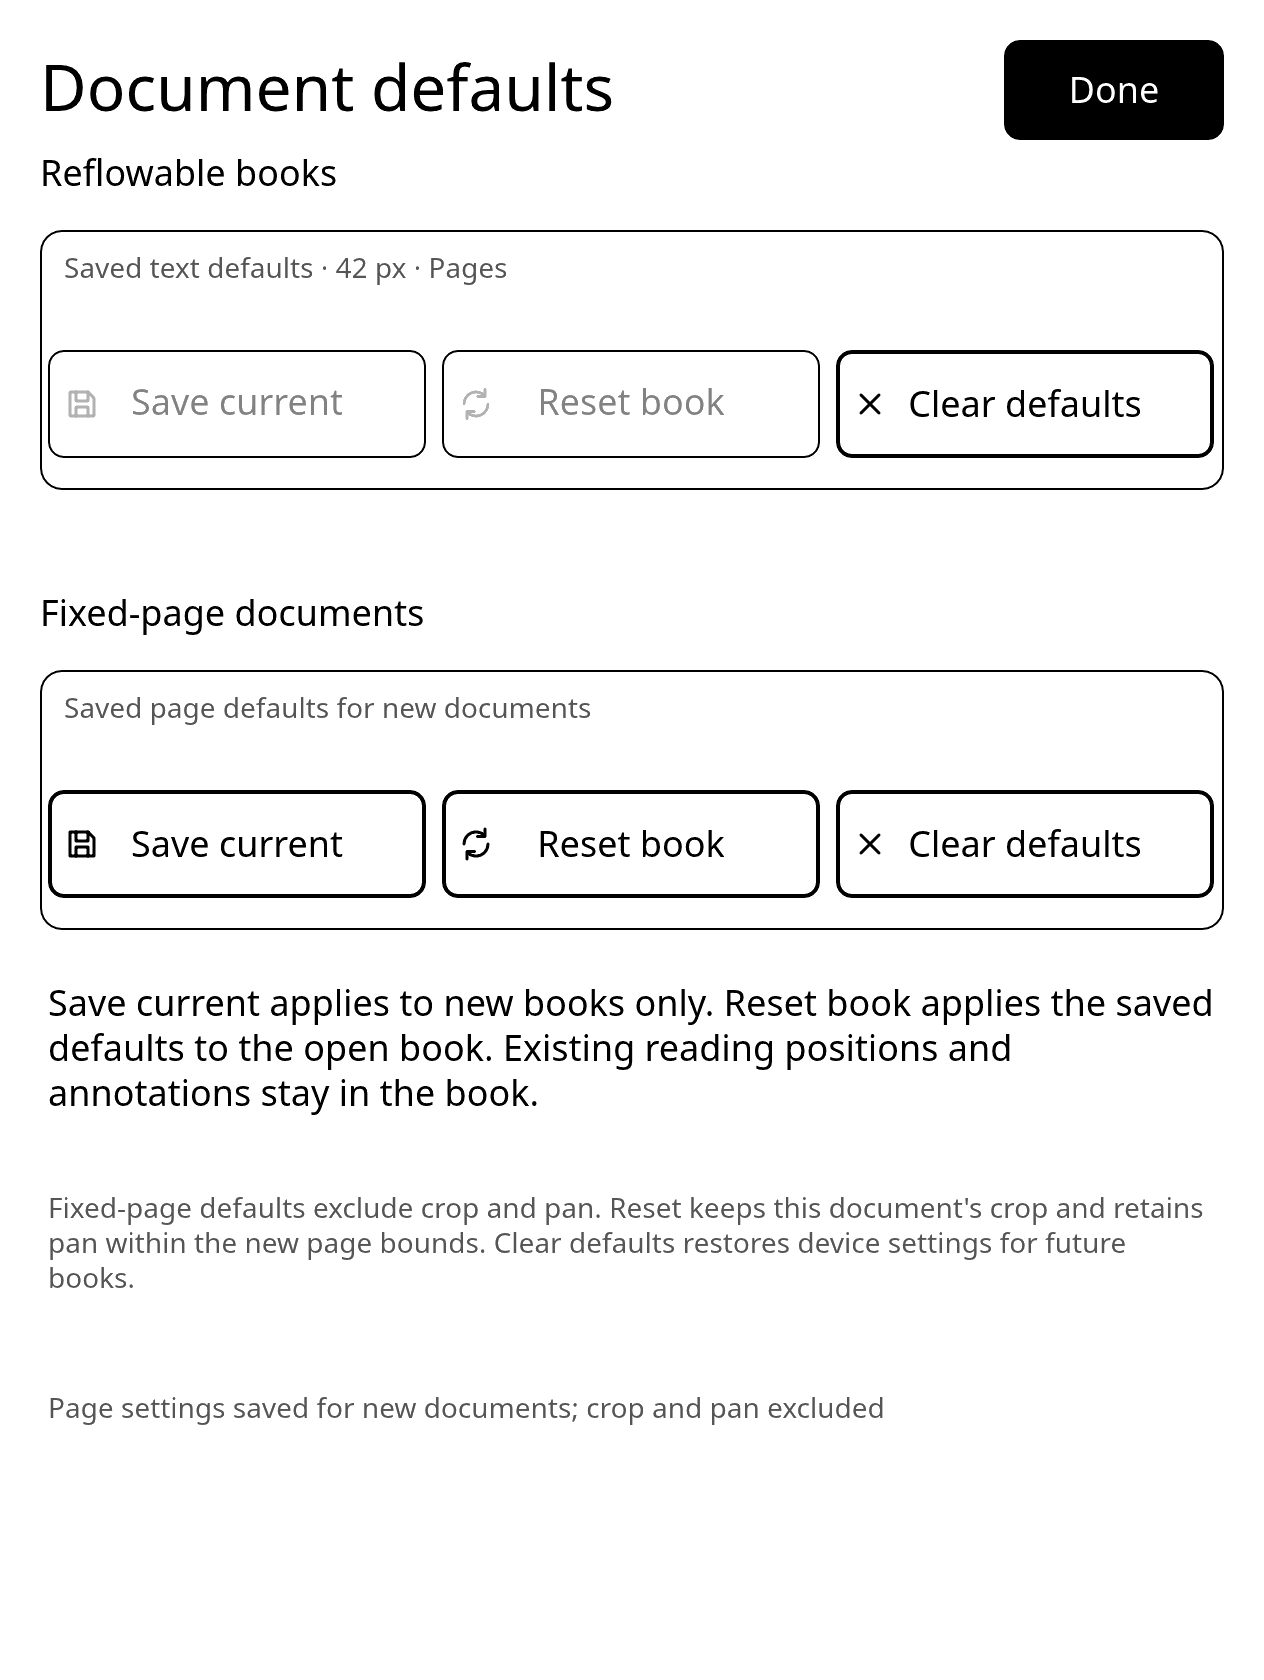 Document defaults
Done
Reflowable books
Saved text defaults · 42 px · Pages
Save current
Reset book
Clear defaults
Fixed-page documents
Saved page defaults for new documents
Save current
Reset book
Clear defaults
Save current applies to new books only. Reset book applies the saved
defaults to the open book. Existing reading positions and
annotations stay in the book.
Fixed-page defaults exclude crop and pan. Reset keeps this document's crop and retains
pan within the new page bounds. Clear defaults restores device settings for future
books.
Page settings saved for new documents; crop and pan excluded